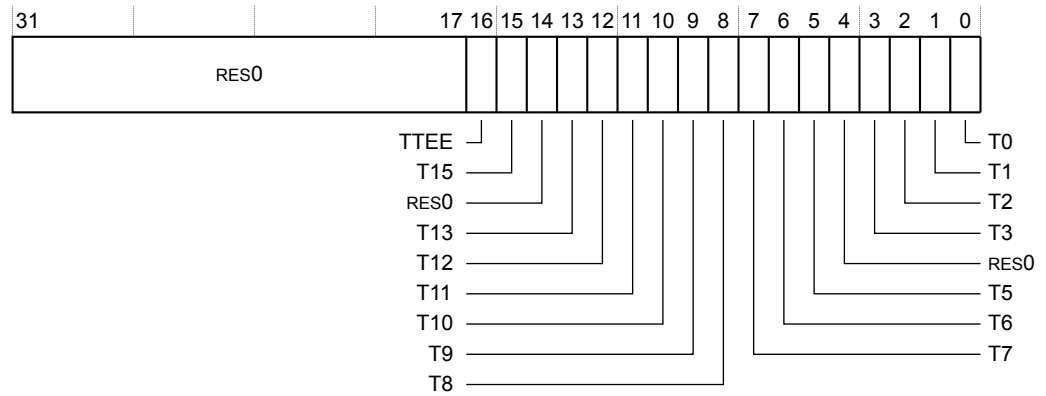 31 17 16 15 14 13 12 11 10 9 8 7 6 5 4 3 2 1 0
RES0
TTEE T0
T15 T1
RES0 T2
T13 T3
T12 RES0
T11 T5
T10 T6
T9 T7
T8